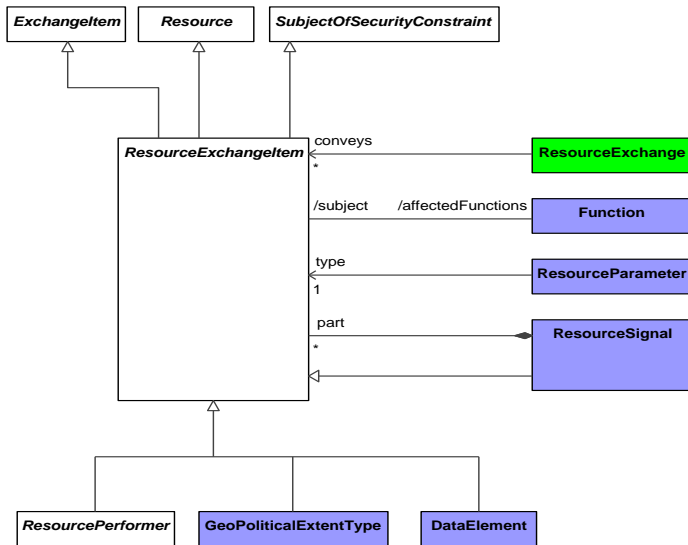 ExchangeItem
Resource
SubjectOfSecurityConstraint
ResourceExchangeItem
conveys
*
ResourceExchange
/subject
/affectedFunctions
Function
type
1
ResourceParameter
part
*
ResourceSignal
ResourcePerformer
GeoPoliticalExtentType
DataElement